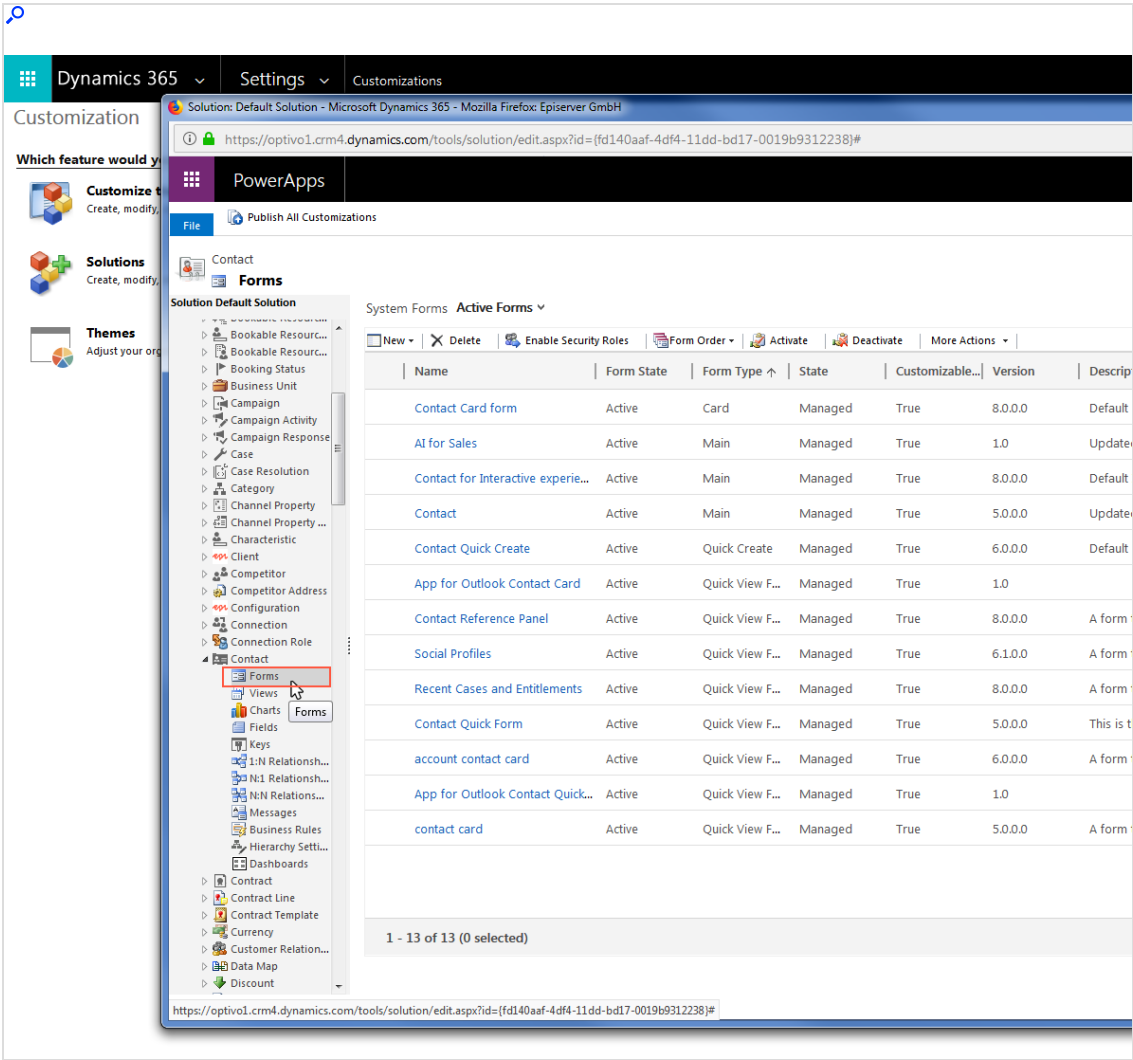 Dynamics 365 Settings Customizations
Customization
Which feature would y
Customize t
Create, modify,
Solutions
Create, modify,
Themes
Adjust your org
Solution: Default Solution - Microsoft Dynamics 365 - Mozilla Firefox: Episerver GmbH
https://optivo1.crm4.dynamics.com/tools/solution/edit.aspx?id={fd140aaf-4df4-11dd-bd17-0019b9312238}#
PowerApps
File Publish All Customizations
Contact
Forms
Solution Default Solution
Bookable Resourc...
Bookable Resourc...
Booking Status
Business Unit
Campaign
Campaign Activity
Campaign Response
Case
Case Resolution
Category
Channel Property
Channel Property ...
Characteristic
Client
Competitor
Competitor Address
Configuration
Connection
Connection Role
Contact
Forms
Views
Charts
Forms
Fields
Keys
1:N Relationsh...
N:1 Relationsh...
N:N Relations...
Messages
Business Rules
Hierarchy Setti...
Dashboards
Contract
Contract Line
Contract Template
Currency
Customer Relation...
Data Map
Discount
System Forms Active Forms
New Delete Enable Security Roles Form Order Activate Deactivate More Actions
Name Form State Form Type State Customizable... Version Descrip
Contact Card form Active Card Managed True 8.0.0.0 Default
AI for Sales Active Main Managed True 1.0 Update
Contact for Interactive experie... Active Main Managed True 8.0.0.0 Default
Contact Active Main Managed True 5.0.0.0 Update
Contact Quick Create Active Quick Create Managed True 6.0.0.0 Default
App for Outlook Contact Card Active Quick View F... Managed True 1.0
Contact Reference Panel Active Quick View F... Managed True 8.0.0.0 A form
Social Profiles Active Quick View F... Managed True 6.1.0.0 A form
Recent Cases and Entitlements Active Quick View F... Managed True 8.0.0.0 A form
Contact Quick Form Active Quick View F... Managed True 5.0.0.0 This is t
account contact card Active Quick View F... Managed True 6.0.0.0 A form
App for Outlook Contact Quick... Active Quick View F... Managed True 1.0
contact card Active Quick View F... Managed True 5.0.0.0 A form
1 - 13 of 13 (0 selected)
https://optivo1.crm4.dynamics.com/tools/solution/edit.aspx?id={fd140aaf-4df4-11dd-bd17-0019b9312238}#